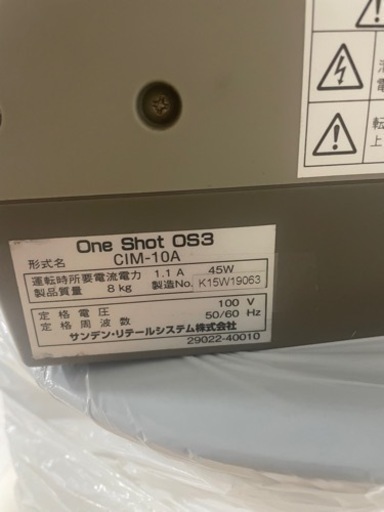 One Shot OS3
形式名 CIM-10A
運転時所要電流電力 1.1 A 45W
製品質量 8 kg 製造No. K15W19063
定格電圧 100 V
定格周波数 50/60 Hz
サンデン・リテールシステム株式会社
29022-40010
電
転
上